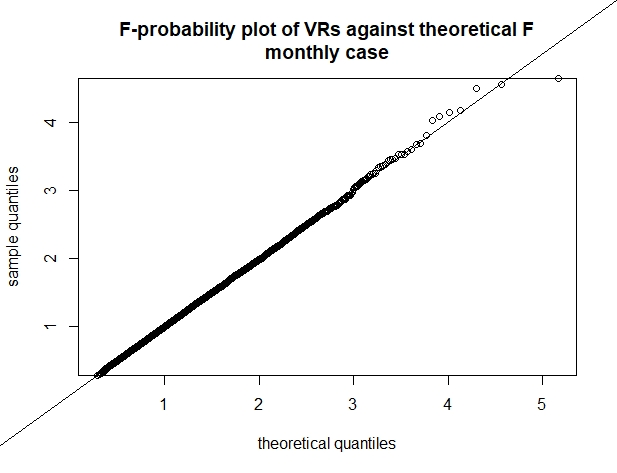 F-probability plot of VRs against theoretical F
monthly case
sample quantiles
4
3
2
1
1 2 3 4 5
theoretical quantiles